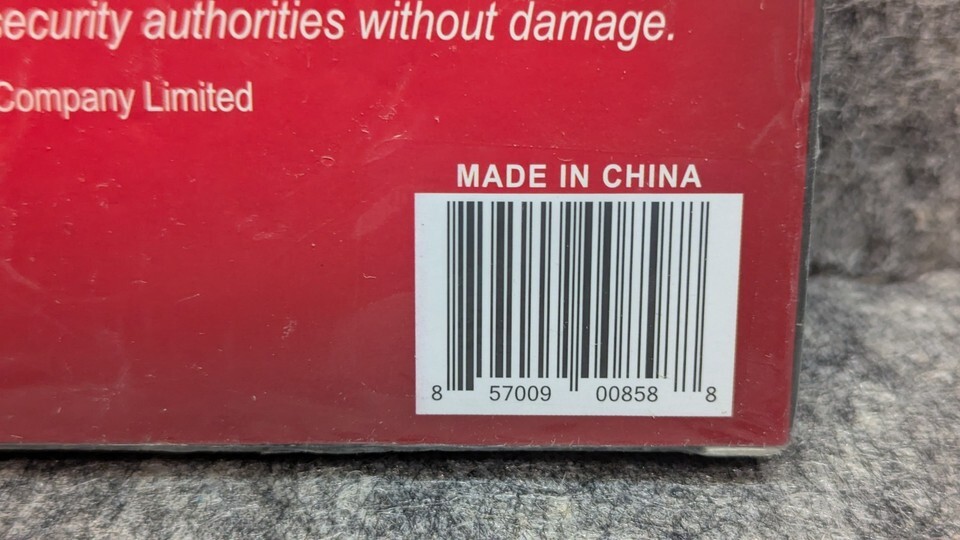 security authorities without damage.
Company Limited
MADE IN CHINA
8 57009 00858 8